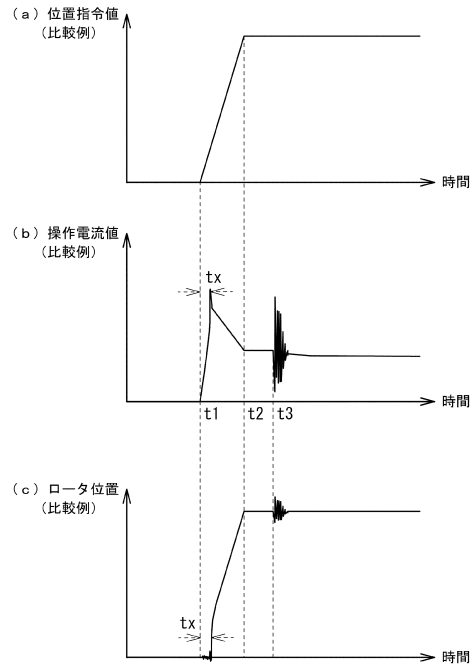 (a)位置指令値
(比較例)
時間
(b)操作電流値
(比較例)
tx
時間
t1 t2 t3
(c)ロータ位置
(比較例)
tx
時間